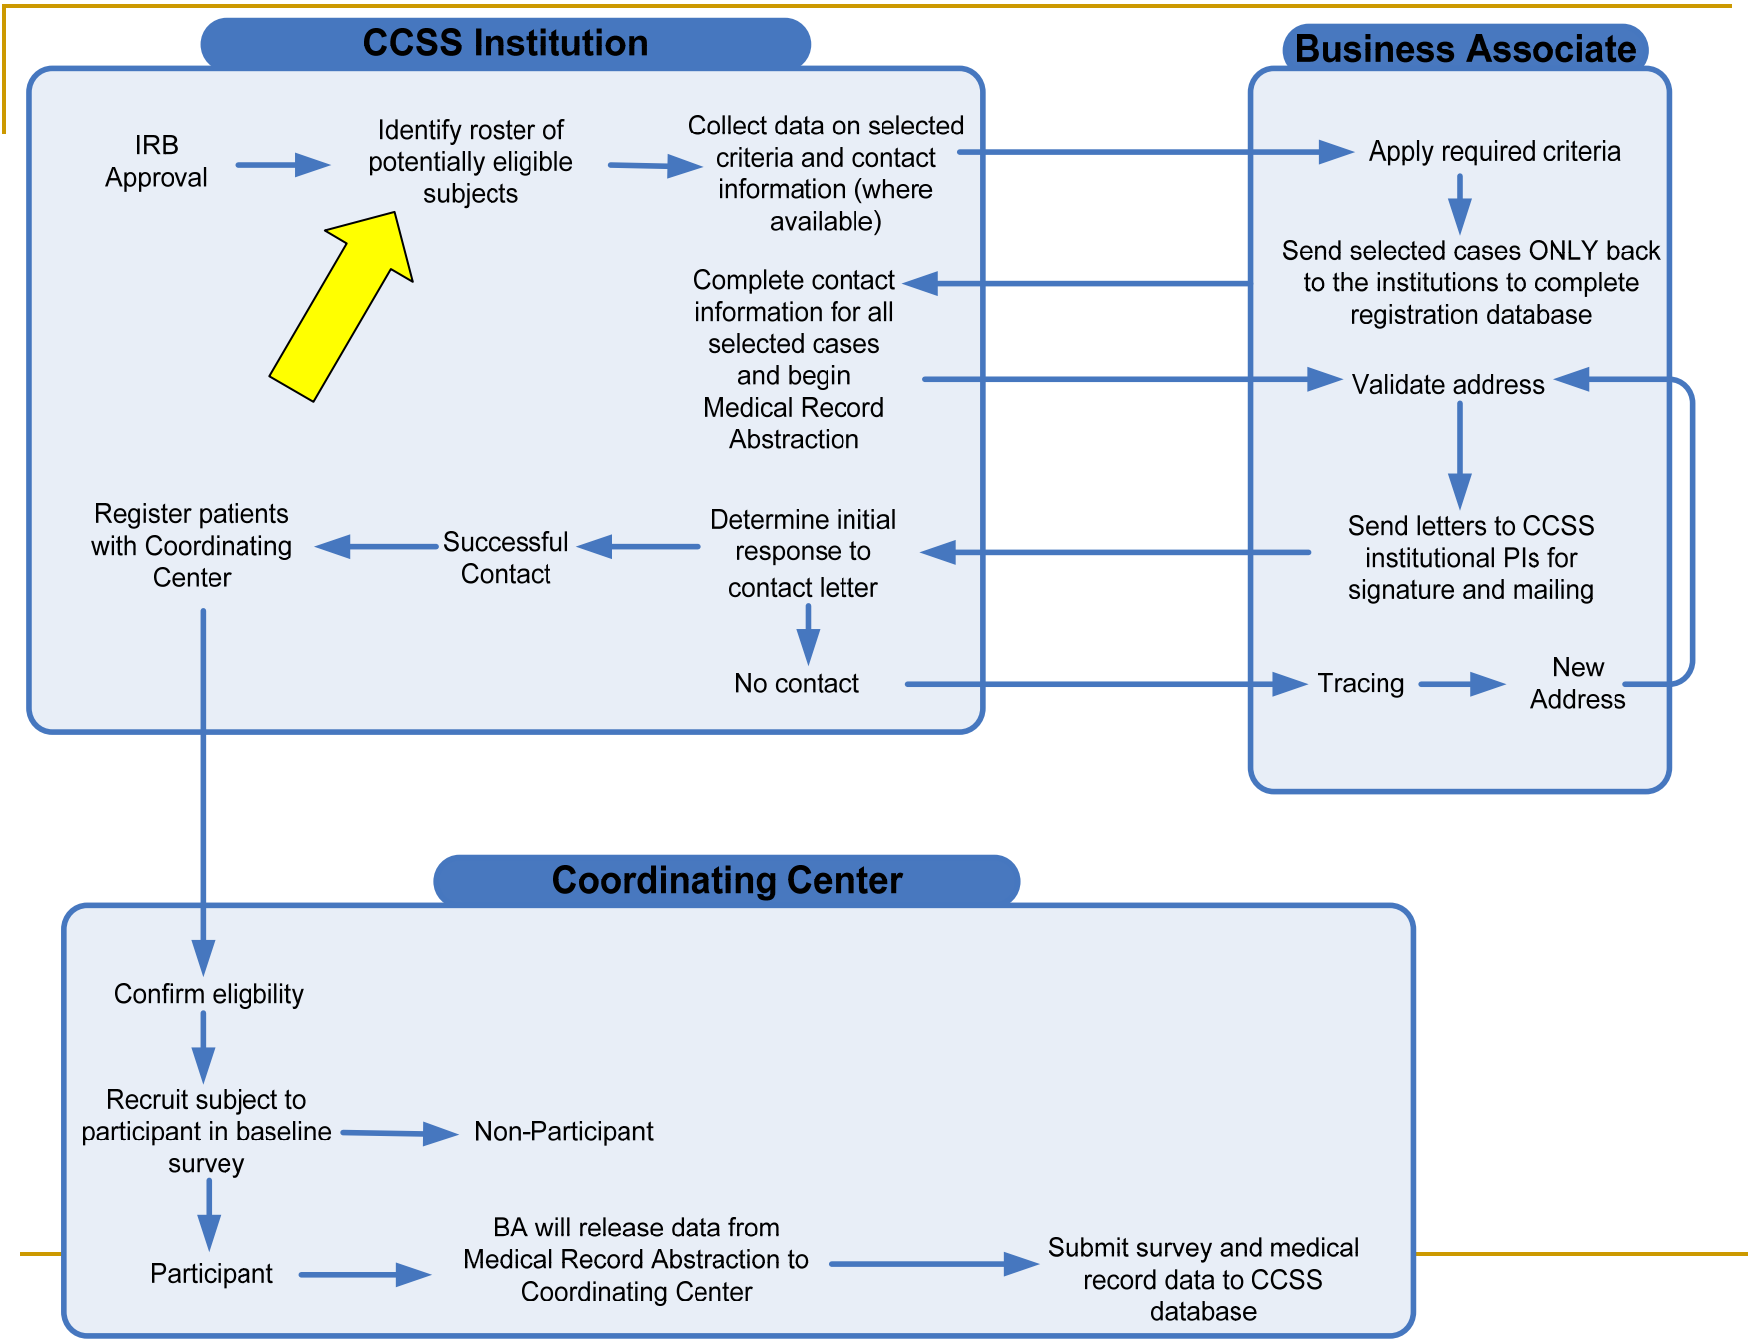 CCSS Institution
IRB
Approval
Identify roster of
potentially eligible
subjects
Collect data on selected
criteria and contact
information (where
available)
Complete contact
information for all
selected cases
and begin
Medical Record
Abstraction
Register patients
with Coordinating
Center
Successful
Contact
Determine initial
response to
contact letter
No contact
Business Associate
Apply required criteria
Send selected cases ONLY back
to the institutions to complete
registration database
Validate address
Send letters to CCSS
institutional PIs for
signature and mailing
Tracing
New
Address
Coordinating Center
Confirm eligbility
Recruit subject to
participant in baseline
survey
Non-Participant
Participant
BA will release data from
Medical Record Abstraction to
Coordinating Center
Submit survey and medical
record data to CCSS
database